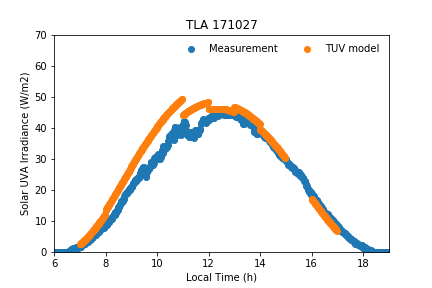 TLA 171027
Measurement TUV model
Solar UVA Irradiance (W/m2)
70
60
50
40
30
20
10
0
6 8 10 12 14 16 18
Local Time (h)